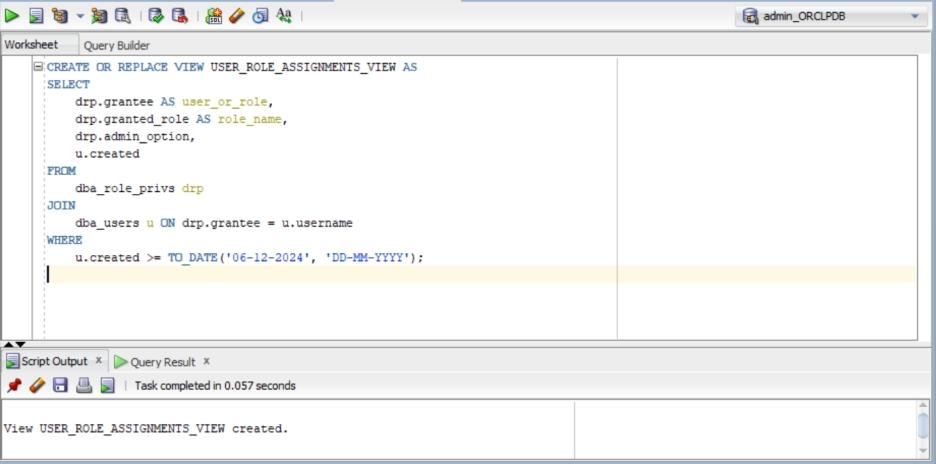 admin_ORCLPDB
Worksheet Query Builder
CREATE OR REPLACE VIEW USER_ROLE_ASSIGNMENTS_VIEW AS
SELECT
drp.grantee AS user_or_role,
drp.granted_role AS role_name,
drp.admin_option,
u.created
FROM
dba_role_privs drp
JOIN
dba_users u ON drp.grantee = u.username
WHERE
u.created >= TO_DATE('06-12-2024', 'DD-MM-YYYY');
Script Output x Query Result x
Task completed in 0.057 seconds
View USER_ROLE_ASSIGNMENTS_VIEW created.